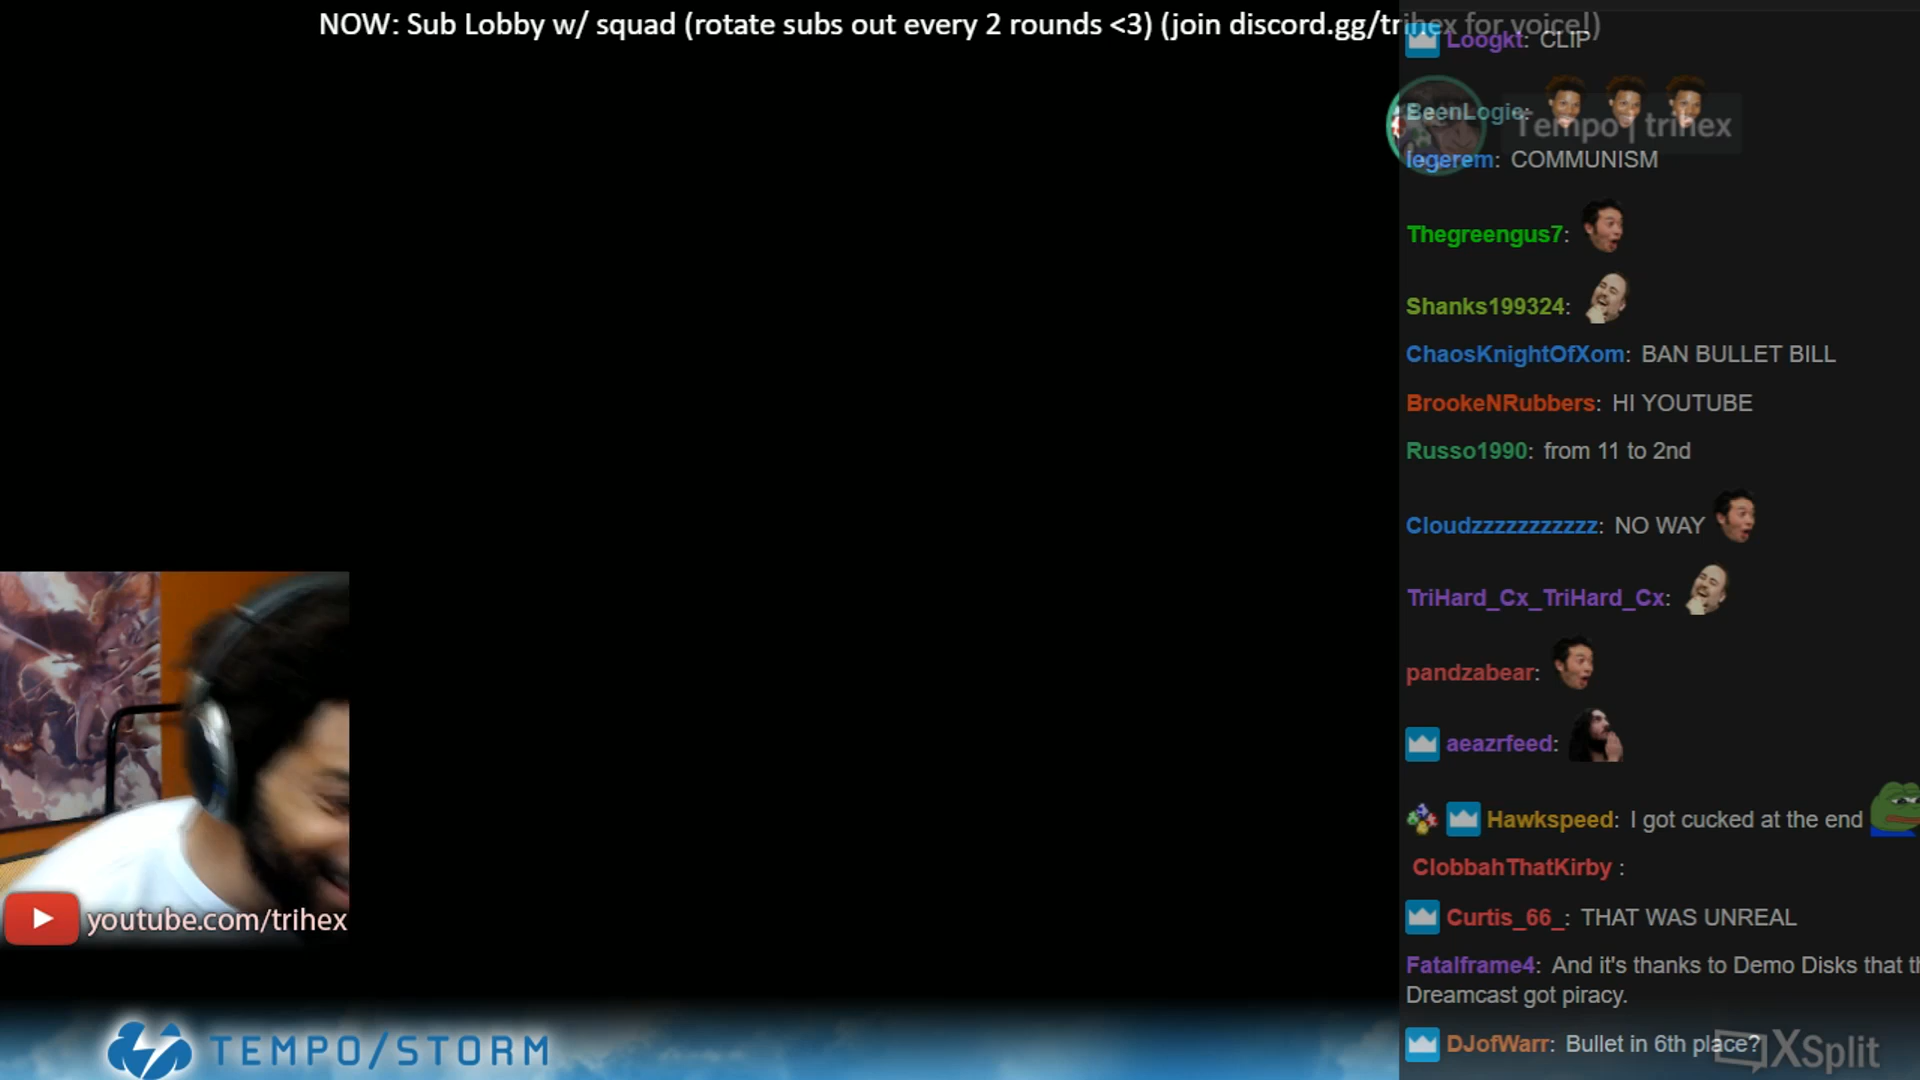 NOW: Sub Lobby w/ squad (rotate subs out every 2 rounds <3) (join discord.gg/trihex for voice!)
Loogkt: CLIP
BeenLogic:
Tempo | trihex
legerem: COMMUNISM
Thegreengus7:
Shanks199324:
ChaosKnightOfXom: BAN BULLET BILL
BrookeNRubbers: HI YOUTUBE
Russo1990: from 11 to 2nd
Cloudzzzzzzzzzzz: NO WAY
TriHard_Cx_TriHard_Cx:
pandzabear:
aeazrfeed:
Hawkspeed: I got cucked at the end
ClobbahThatKirby :
Curtis_66_: THAT WAS UNREAL
Fatalframe4: And it's thanks to Demo Disks that
Dreamcast got piracy.
DJofWarr: Bullet in 6th place?
XSplit
youtube.com/trihex
TEMPO/STORM